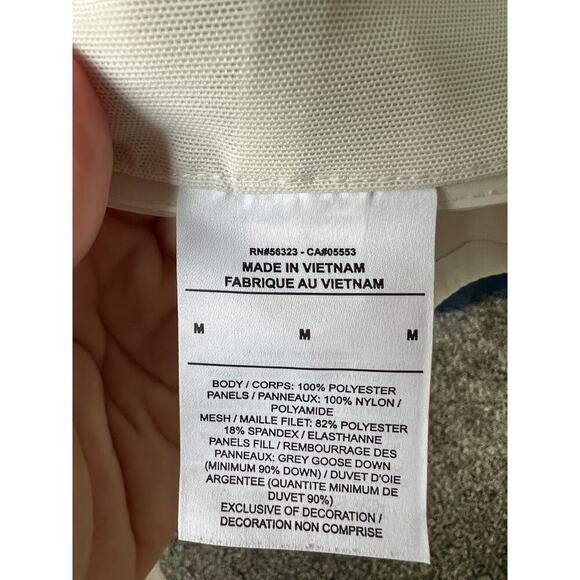 RN#56323 - CA#05553
MADE IN VIETNAM
FABRIQUE AU VIETNAM
M M M
BODY / CORPS: 100% POLYESTER
PANELS / PANNEAUX: 100% NYLON /
POLYAMIDE
MESH / MAILLE FILET: 82% POLYESTER
18% SPANDEX / ELASTHANNE
PANELS FILL / REMBOURRAGE DES
PANNEAUX: GREY GOOSE DOWN
(MINIMUM 90% DOWN) / DUVET D'OIE
ARGENTEE (QUANTITE MINIMUM DE
DUVET 90%)
EXCLUSIVE OF DECORATION /
DECORATION NON COMPRISE